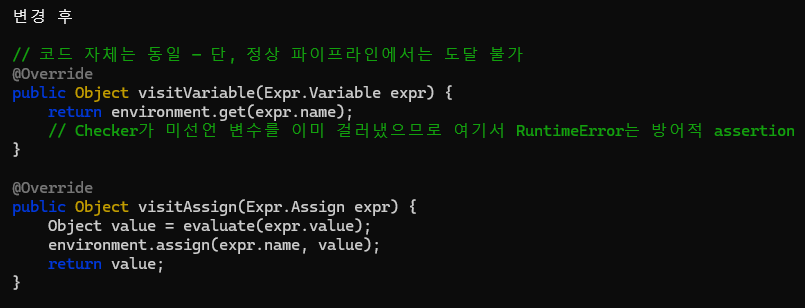 변경 후
// 코드 자체는 동일 – 단, 정상 파이프라인에서는 도달 불가
@Override
public Object visitVariable(Expr.Variable expr) {
    return environment.get(expr.name);
    // Checker가 미선언 변수를 이미 걸러냈으므로 여기서 RuntimeError는 방어적 assertion
}
@Override
public Object visitAssign(Expr.Assign expr) {
    Object value = evaluate(expr.value);
    environment.assign(expr.name, value);
    return value;
}